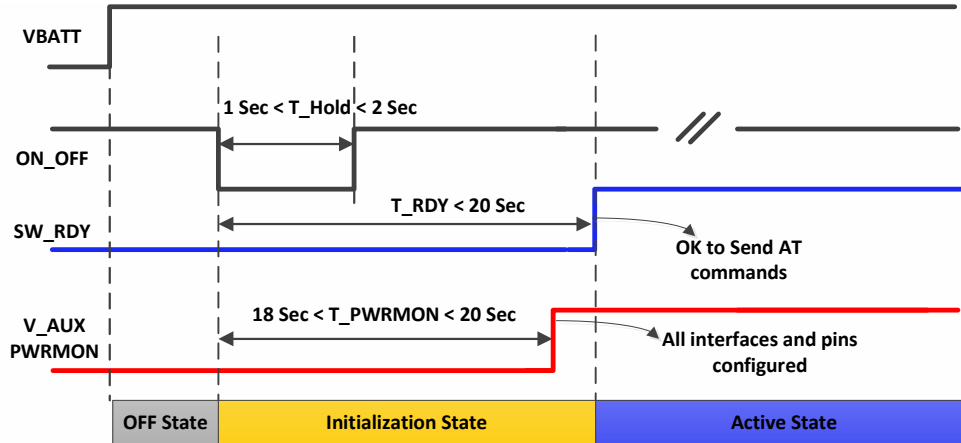 VBATT
1 Sec < T_Hold < 2 Sec
ON_OFF
T_RDY < 20 Sec
SW_RDY
OK to Send AT
commands
18 Sec < T_PWRMON < 20 Sec
V_AUX
PWRMON
All interfaces and pins
configured
OFF State
Initialization State
Active State